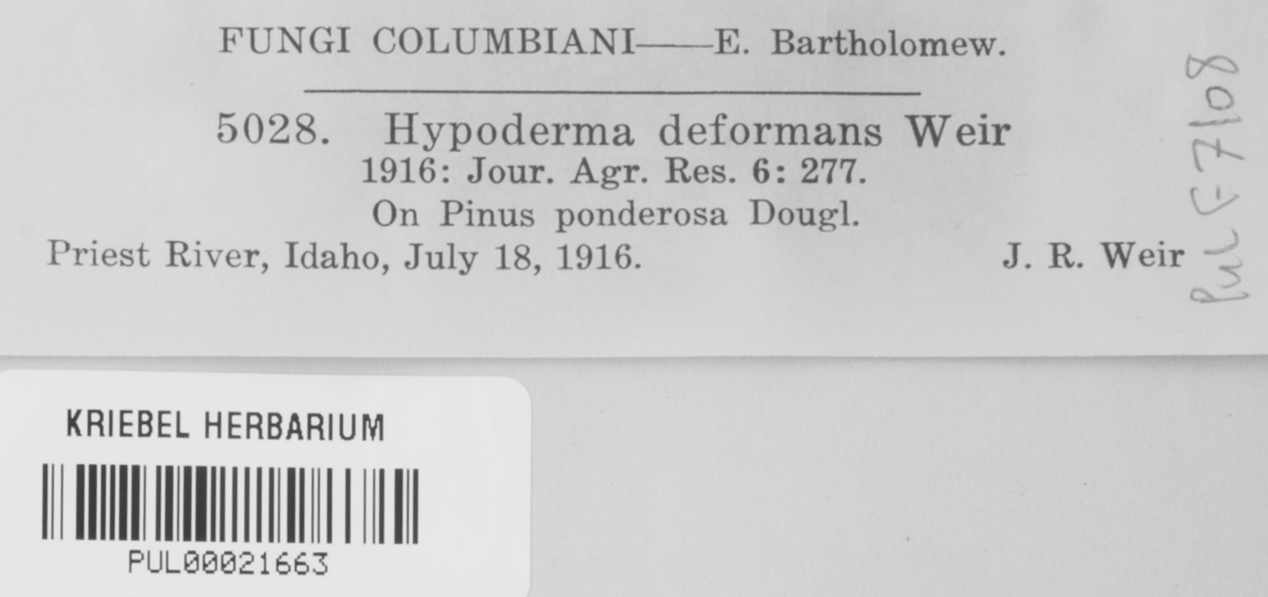 FUNGI COLUMBIANI——E. Bartholomew.
5028. Hypoderma deformans Weir
1916: Jour. Agr. Res. 6: 277.
On Pinus ponderosa Dougl.
Priest River, Idaho, July 18, 1916. J. R. Weir
PUL F 7108
KRIEBEL HERBARIUM
PUL00021663